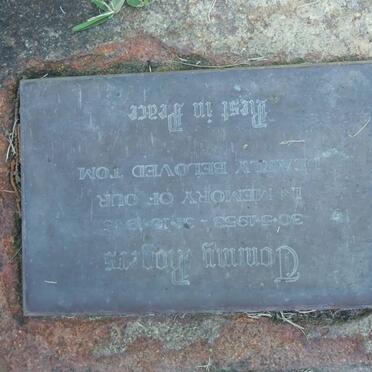 Tommy Rogers
30-3-1953
IN MEMORY OF OUR
DEARLY BELOVED TOM
Rest in Peace